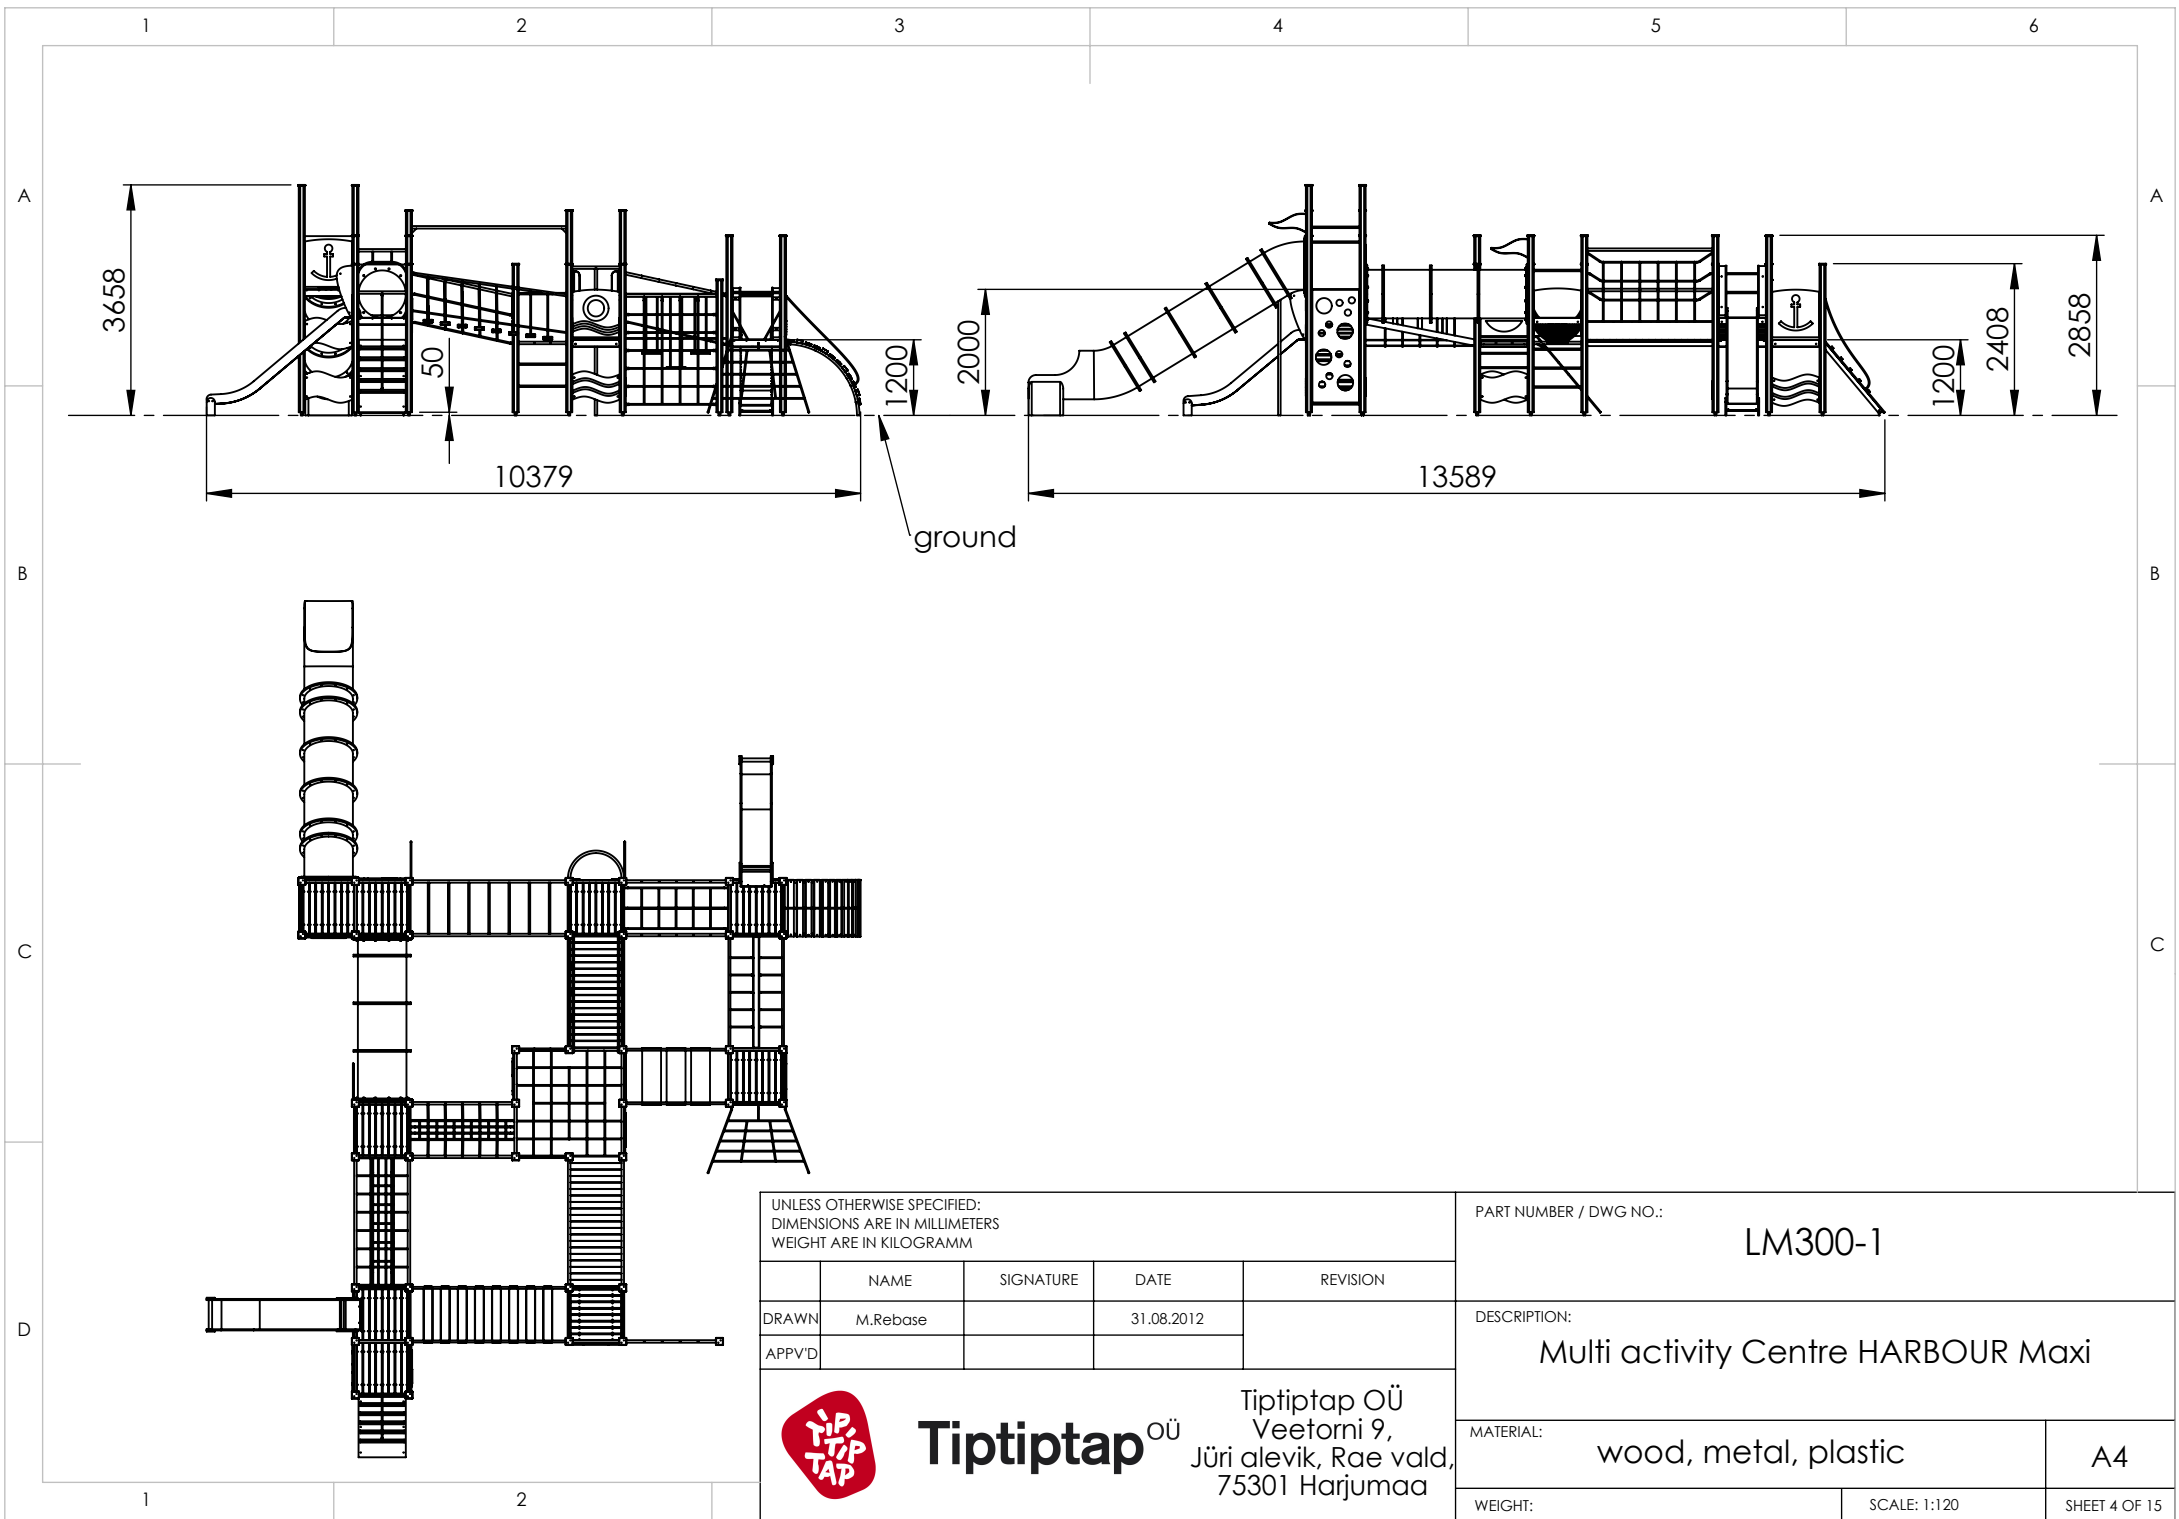 1 2 3 4 5 6
A A
3658
50
1200
2000
1200
2408
2858
10379
13589
ground
B B
C C
D
UNLESS OTHERWISE SPECIFIED:
DIMENSIONS ARE IN MILLIMETERS
WEIGHT ARE IN KILOGRAMM
NAME SIGNATURE DATE REVISION
DRAWN M.Rebase 31.08.2012
APPV'D
PART NUMBER / DWG NO.:
LM300-1
DESCRIPTION:
Multi activity Centre HARBOUR Maxi
TIP
TIP
TAP
Tiptiptap OÜ
Tiptiptap OÜ
Veetorni 9,
Jüri alevik, Rae vald,
75301 Harjumaa
MATERIAL:
wood, metal, plastic
A4
WEIGHT:
SCALE: 1:120
SHEET 4 OF 15
1 2